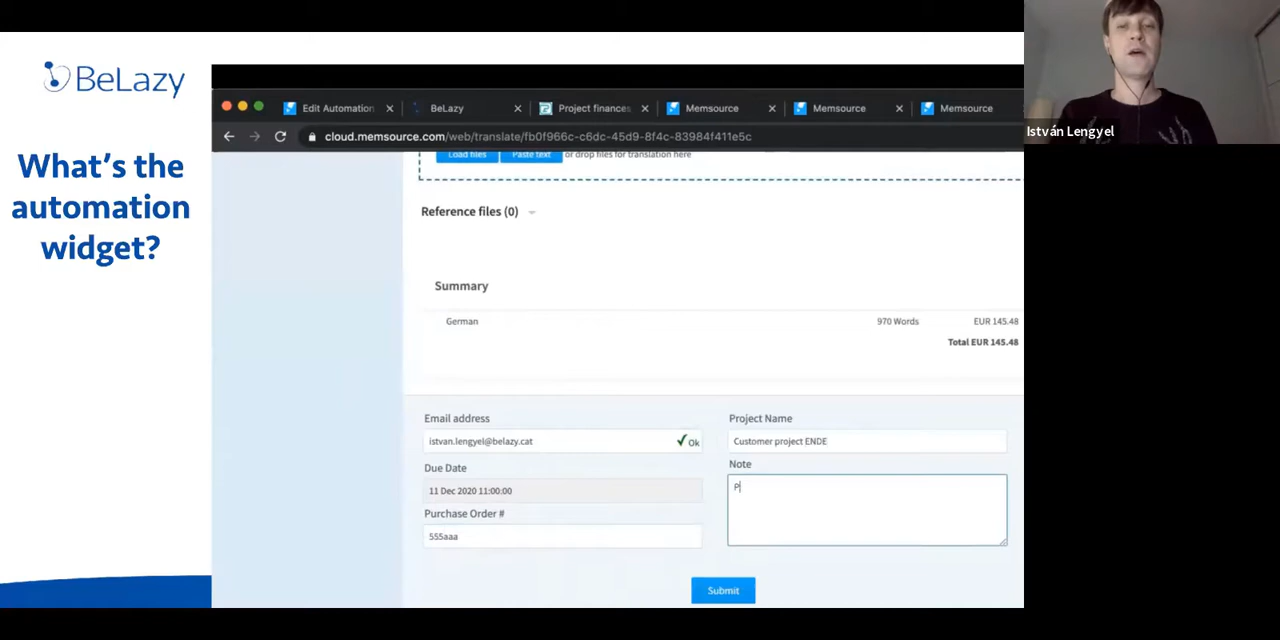 BeLazy
What's the
automation
widget?
Edit Automation
BeLazy
Project finances
Memsource
Memsource
Memsource
cloud.memsource.com/web/translate/fb0f966c-c6dc-45d9-8f4c-83984f411e5c
Load files Paste text or drop files for translation here
Reference files (0)
Summary
German 970 Words EUR 145.48
Total EUR 145.48
Email address
istvan.lengyel@belazy.cat
Ok
Due Date
11 Dec 2020 11:00:00
Purchase Order #
555aaa
Project Name
Customer project ENDE
Note
P
Submit
István Lengyel